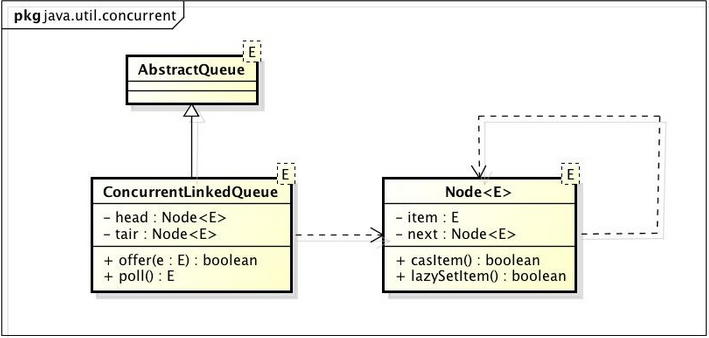 pkg java.util.concurrent
E
AbstractQueue
E
ConcurrentLinkedQueue
- head : Node<E>
- tair : Node<E>
+ offer(e : E) : boolean
+ poll() : E
E
Node<E>
- item : E
- next : Node<E>
+ casItem() : boolean
+ lazySetItem() : boolean